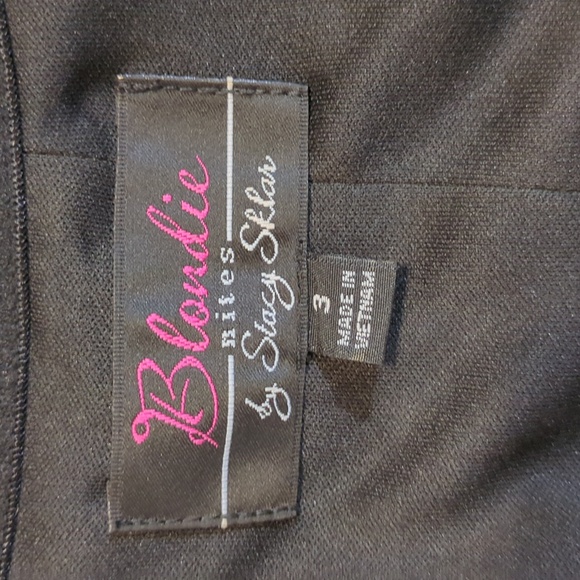 Blondie
nites
by Stacy Sklar
3
MADE IN
VIETNAM